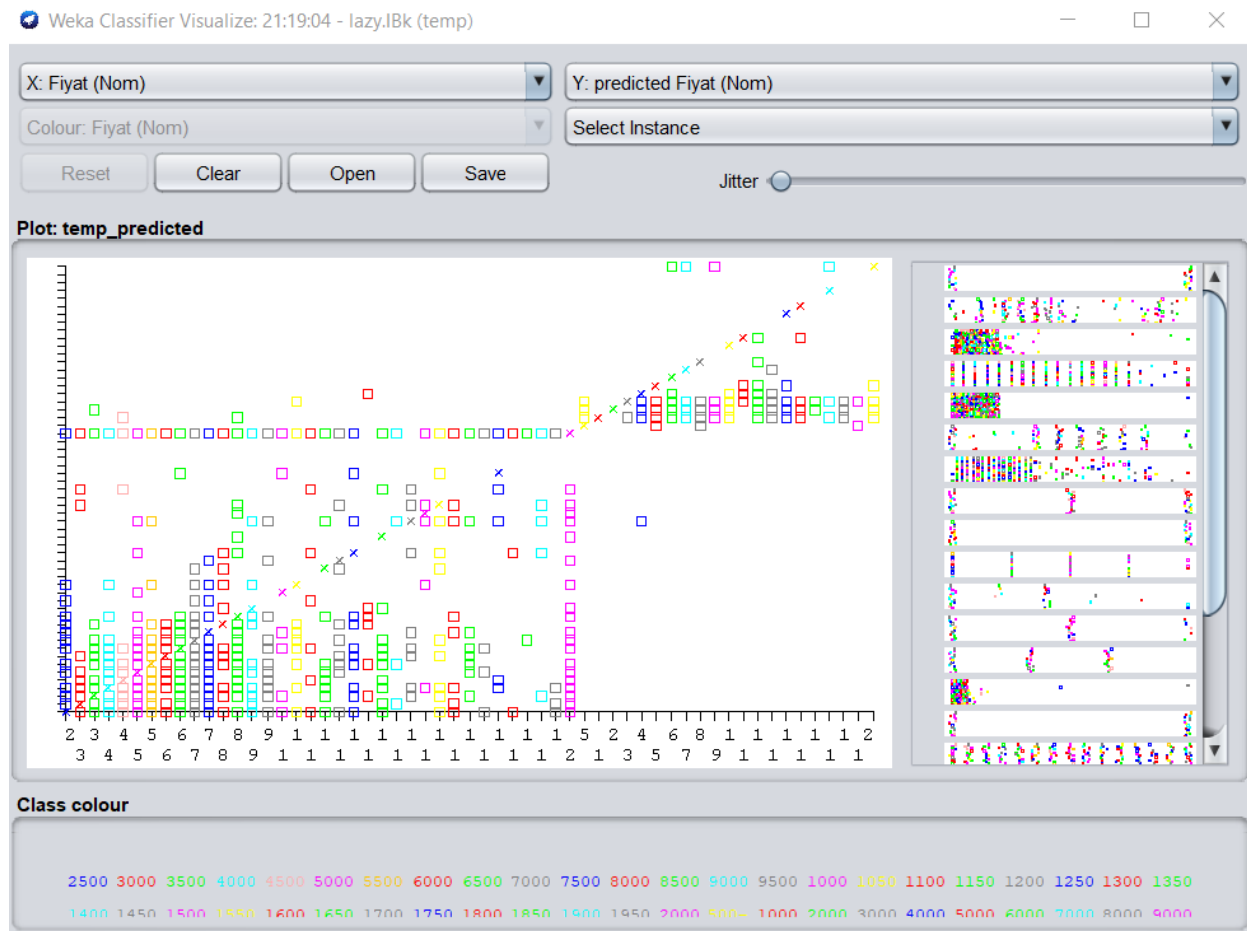 Weka Classifier Visualize: 21:19:04 - lazy.IBk (temp)
X: Fiyat (Nom) Y: predicted Fiyat (Nom)
Colour: Fiyat (Nom) Select Instance
Reset Clear Open Save Jitter
Plot: temp_predicted
2 3 4 5 6 7 8 9 1 1 1 1 1 1 1 1 1 1 5 2 4 6 8 1 1 1 1 1 2
3 4 5 6 7 8 9 1 1 1 1 1 1 1 1 1 1 2 1 3 5 7 9 1 1 1 1 1
Class colour
2500 3000 3500 4000 4500 5000 5500 6000 6500 7000 7500 8000 8500 9000 9500 1000 1050 1100 1150 1200 1250 1300 1350
1400 1450 1500 1550 1600 1650 1700 1750 1800 1850 1900 1950 2000 500- 1000 2000 3000 4000 5000 6000 7000 8000 9000